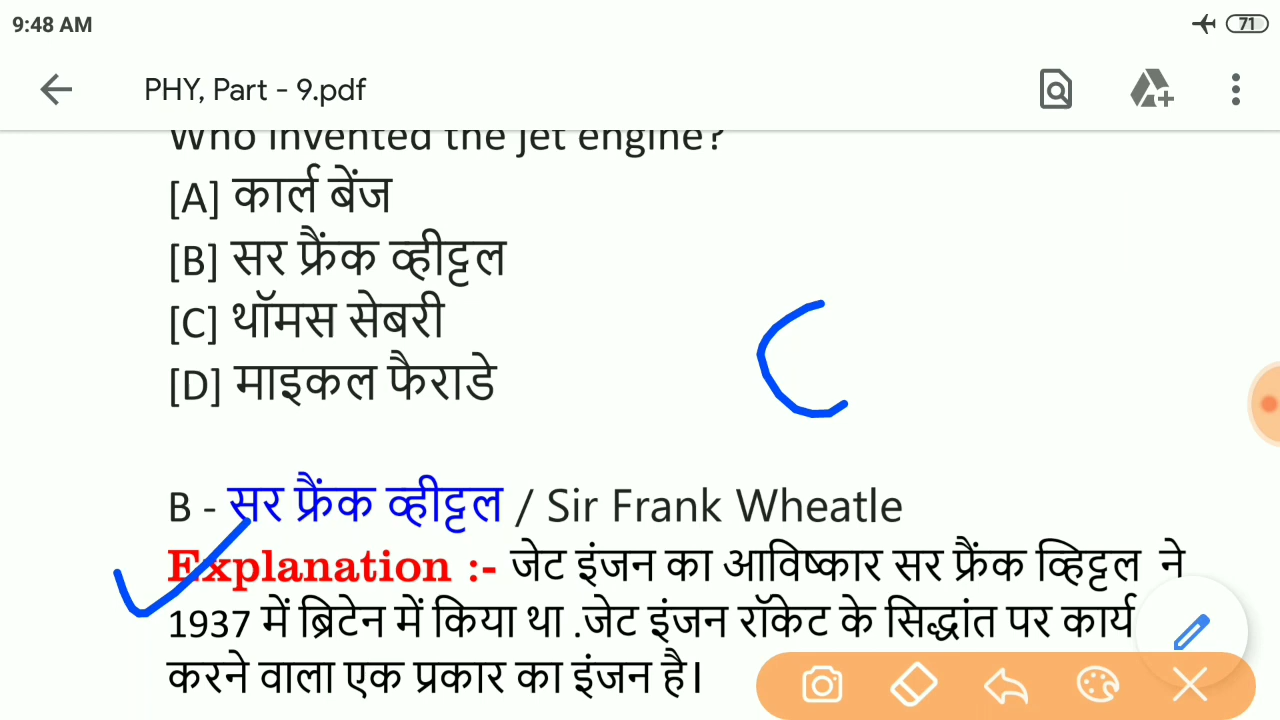 9:48 AM
71
PHY, Part - 9.pdf
Who invented the jet engine?
[A] कार्ल बेंज
[B] सर फ्रैंक व्हीट्टल
[C] थॉमस सेबरी
[D] माइकल फैराडे
B - सर फ्रैंक व्हीट्टल / Sir Frank Wheatle
Explanation :- जेट इंजन का आविष्कार सर फ्रैंक व्हिट्टल ने
1937 में ब्रिटेन में किया था .जेट इंजन रॉकेट के सिद्धांत पर कार्य
करने वाला एक प्रकार का इंजन है।